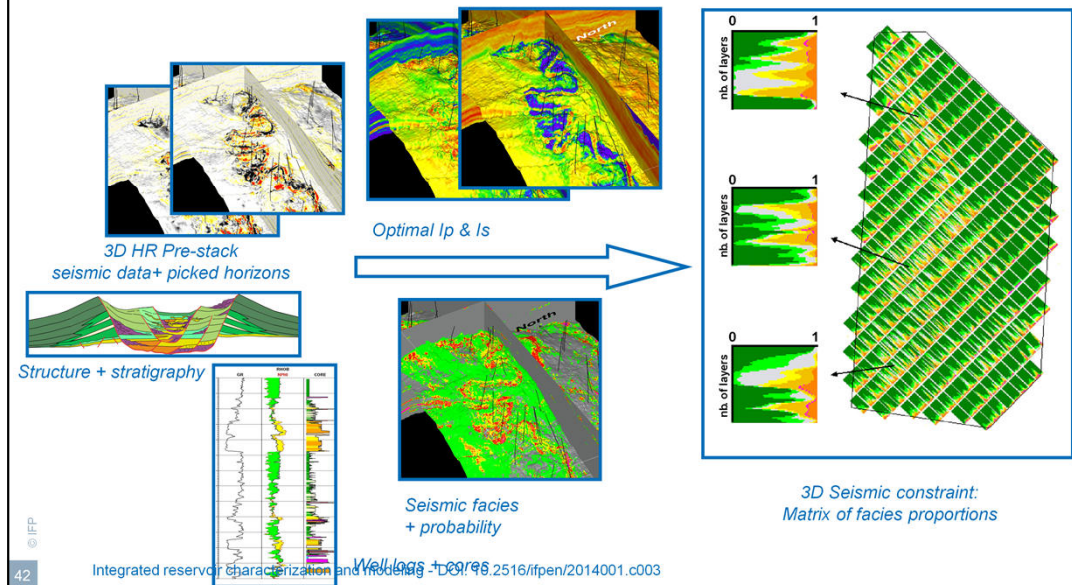 North
0 1
nb. of layers
0 1
nb. of layers
0 1
nb. of layers
3D HR Pre-stack
seismic data+ picked horizons
Optimal Ip & Is
Structure + stratigraphy
GR
RHOB
NPHI
CORE
North
Seismic facies
+ probability
3D Seismic constraint:
Matrix of facies proportions
Well logs + cores
© IFP
42
Integrated reservoir characterization and modeling - DOI: 10.2516/ifpen/2014001.c003